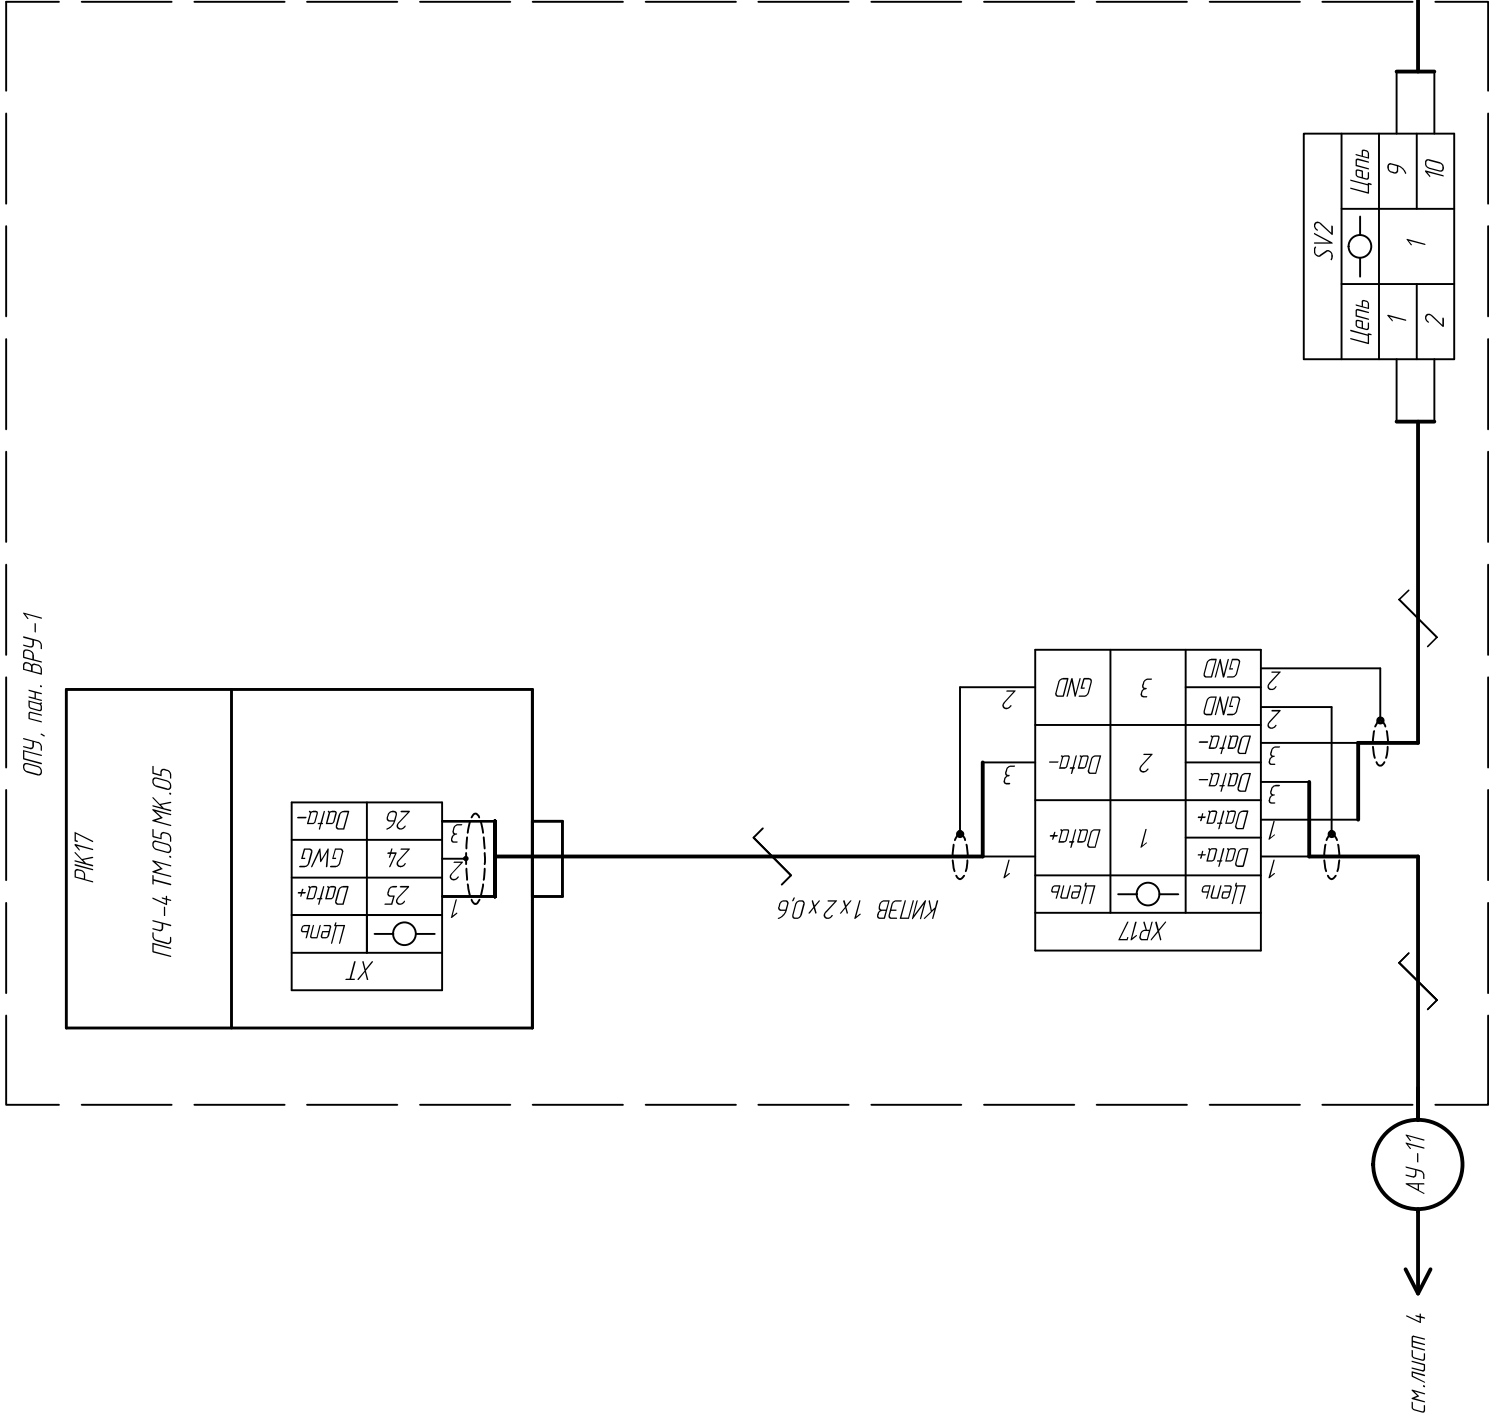 ОПУ, пан. ВРУ-1
PIK17
ПСЧ-4 ТМ.05 МК.05
XT
Цепь
Data+ 25
GWG 24
Data- 26
1
2
3
КИПЭВ 1х2х0,6
XR17
Цепь Цепь
Data+ 1 Data+
Data+
Data- 2 Data-
Data-
GND 3 GND
GND
1
3
2
1
1
3
3
2
2
SV2
Цепь Цепь
1 1 9
2 10
АУ-11
см.лист 4